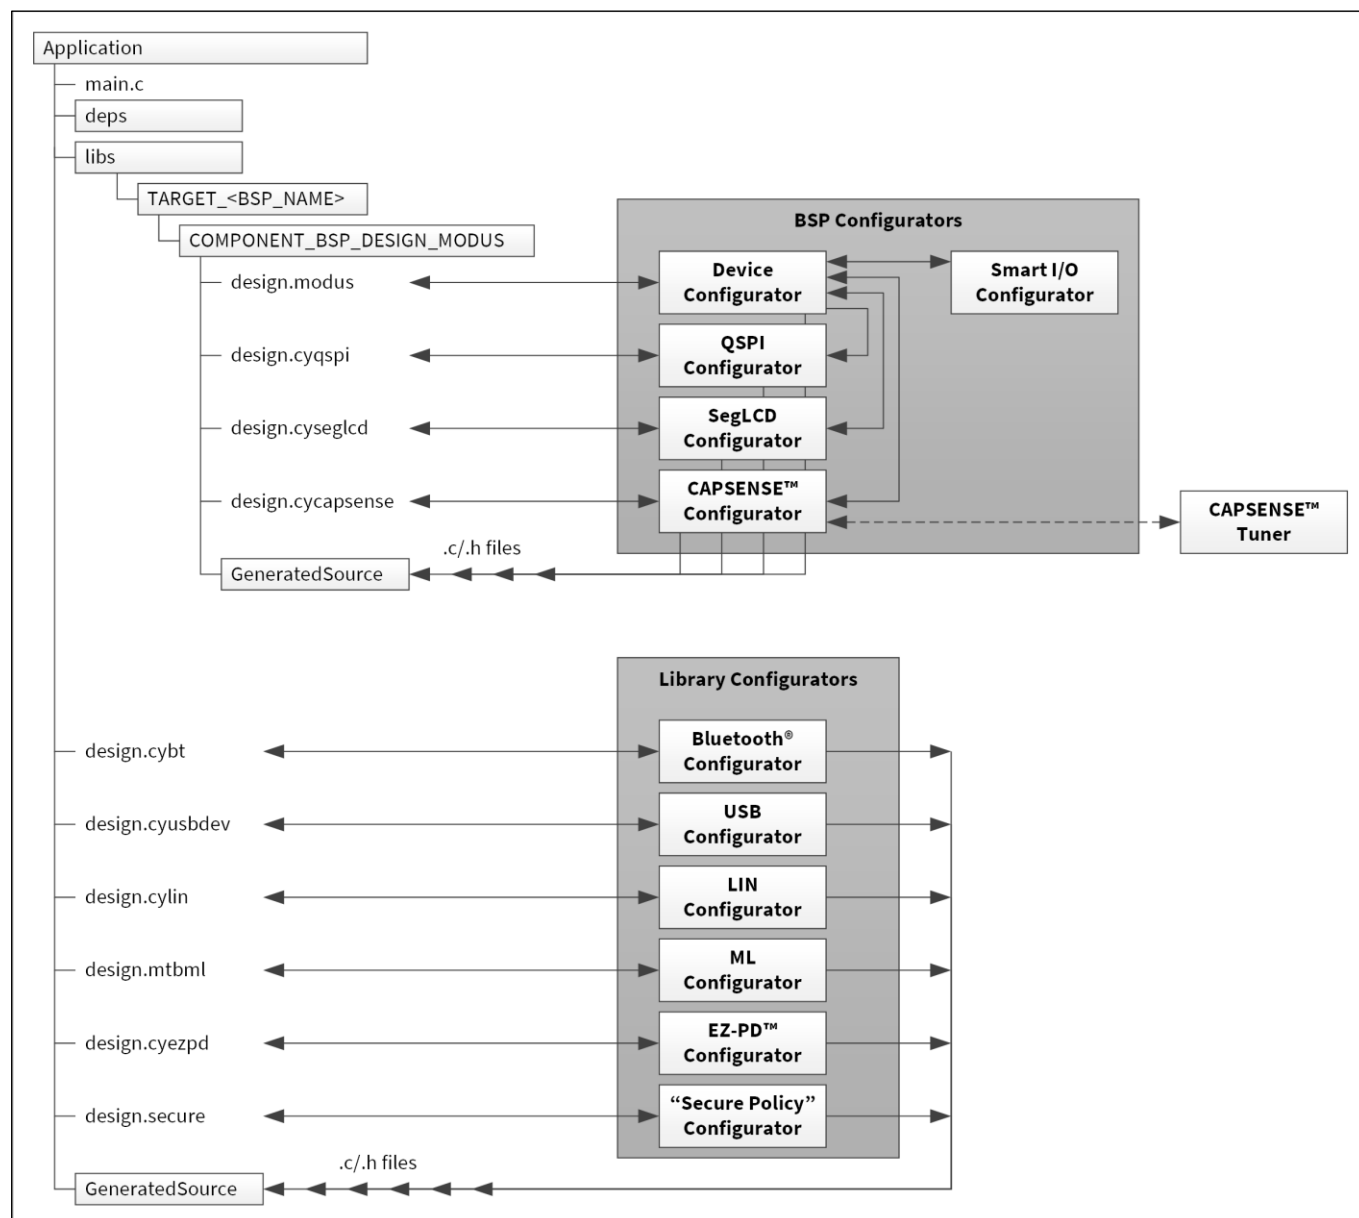 Application
main.c
deps
libs
TARGET_<BSP_NAME>
COMPONENT_BSP_DESIGN_MODUS
design.modus
design.cyqspi
design.cyseglcd
design.cycapsense
.c/.h files
GeneratedSource
BSP Configurators
Device
Configurator
Smart I/O
Configurator
QSPI
Configurator
SegLCD
Configurator
CAPSENSE™
Configurator
CAPSENSE™
Tuner
Library Configurators
design.cybt
Bluetooth®
Configurator
design.cyusbdev
USB
Configurator
design.cylin
LIN
Configurator
design.mtbml
ML
Configurator
design.cyezpd
EZ-PD™
Configurator
design.secure
“Secure Policy”
Configurator
.c/.h files
GeneratedSource